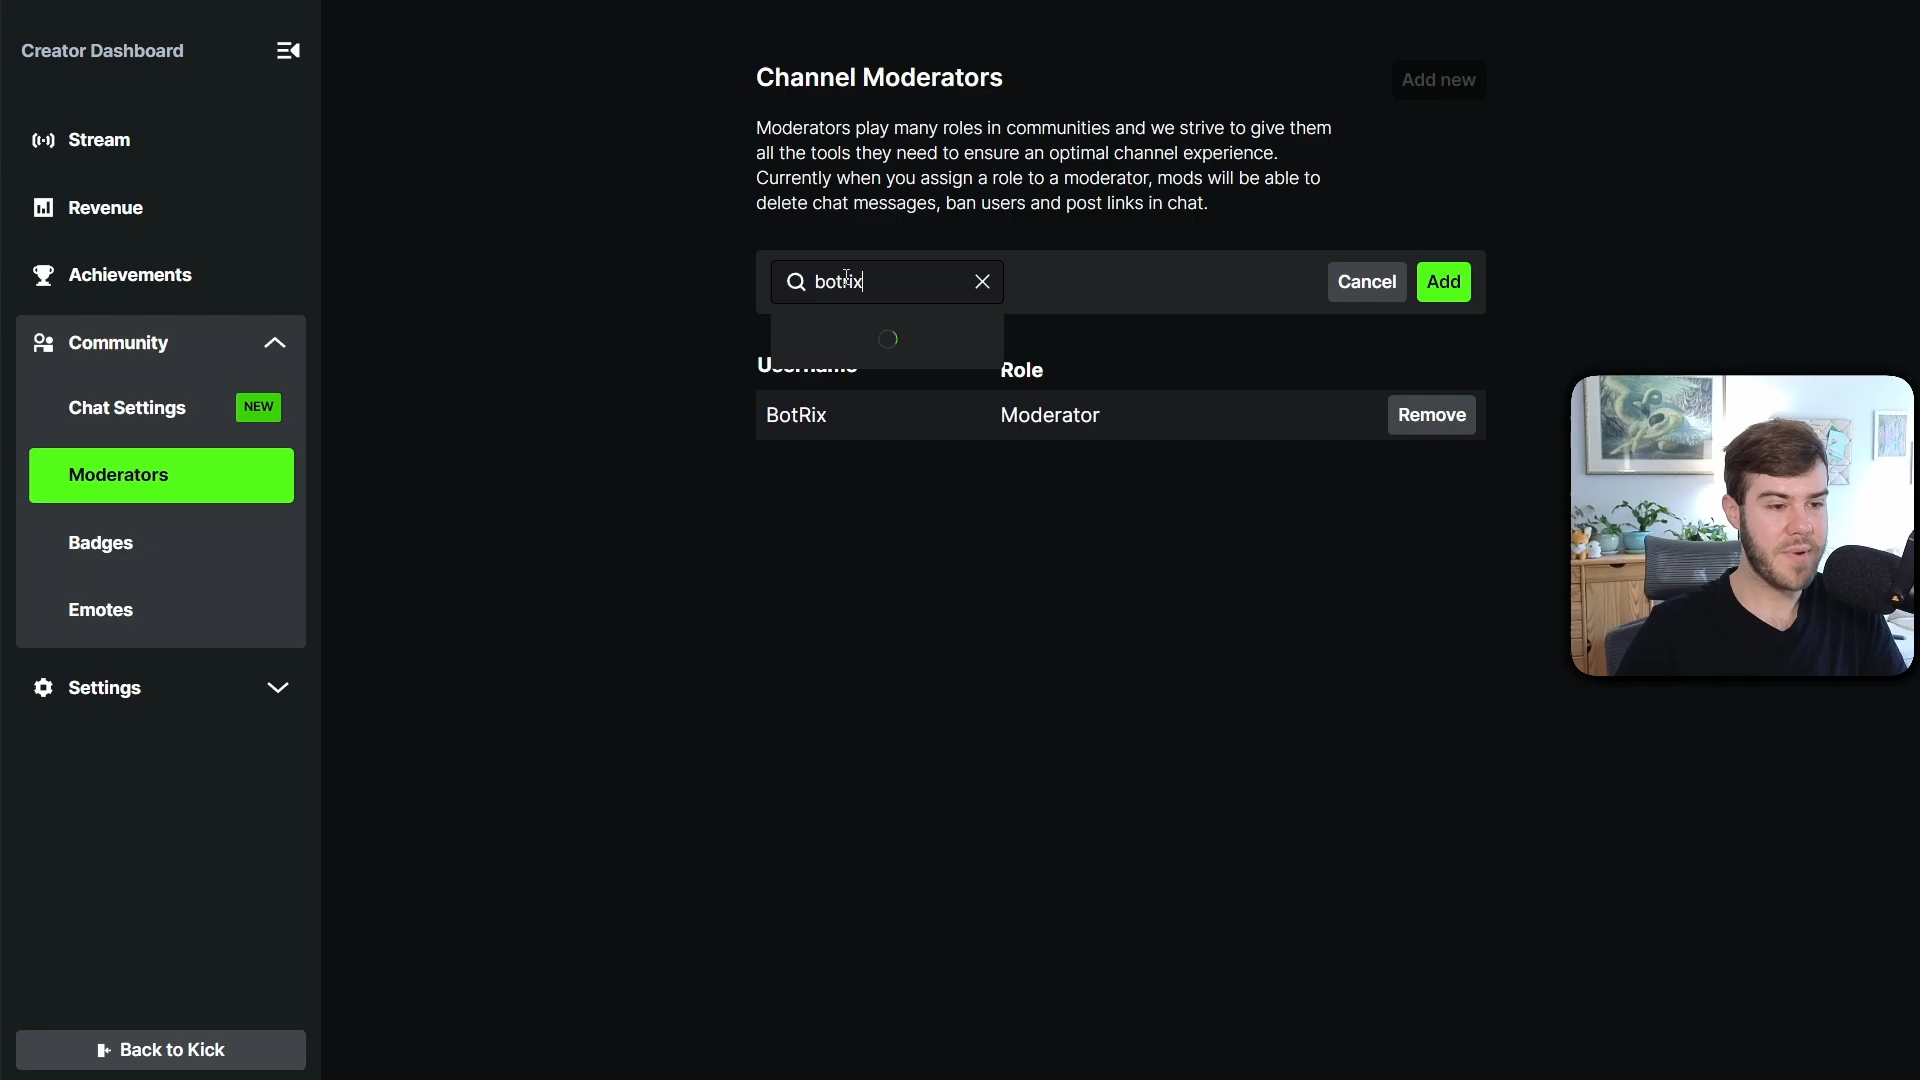 Creator Dashboard
Stream
Revenue
Achievements
Community
Chat Settings
NEW
Moderators
Badges
Emotes
Settings
Back to Kick
Channel Moderators
Add new
Moderators play many roles in communities and we strive to give them
all the tools they need to ensure an optimal channel experience.
Currently when you assign a role to a moderator, mods will be able to
delete chat messages, ban users and post links in chat.
botrix
Cancel
Add
Username
Role
BotRix
Moderator
Remove